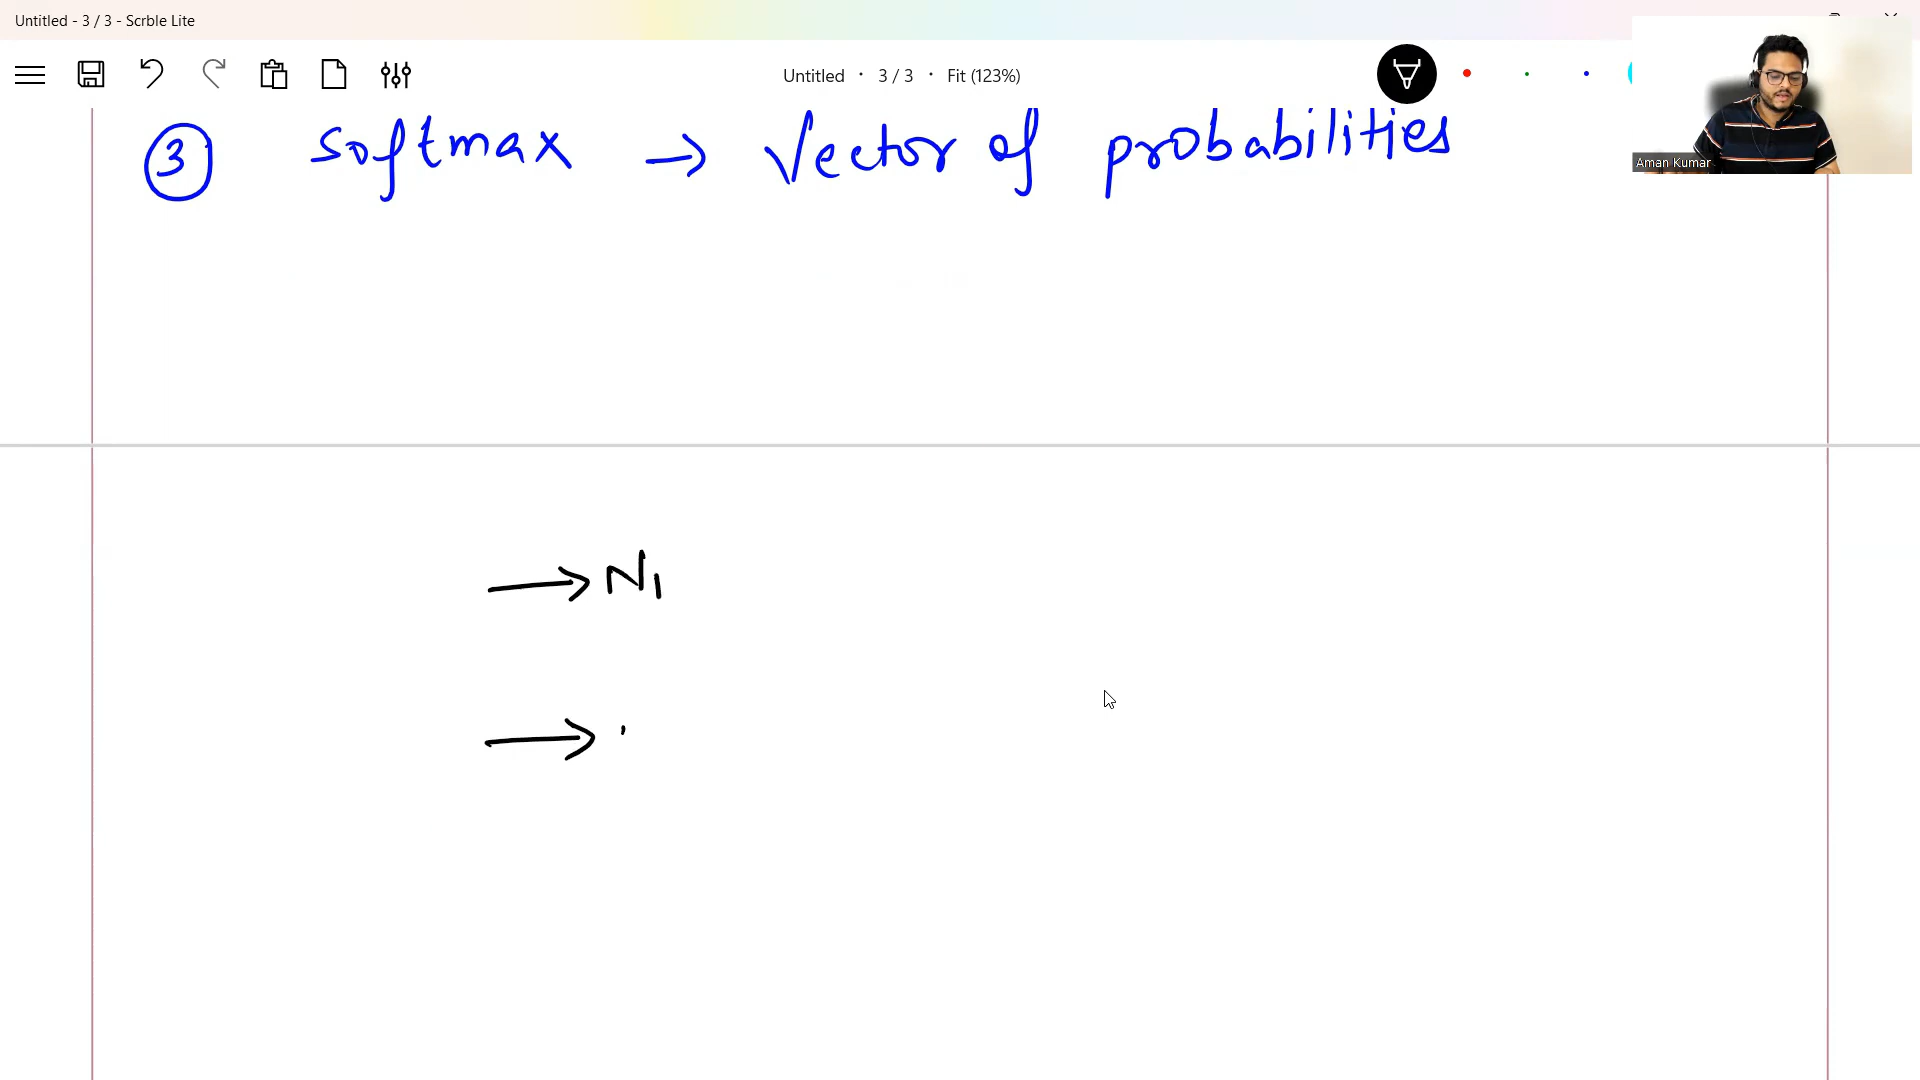 Untitled - 3 / 3 - Scrble Lite
Untitled • 3 / 3 • Fit (123%)
Aman Kumar
③ softmax → Vector of probabilities
→ N1
→